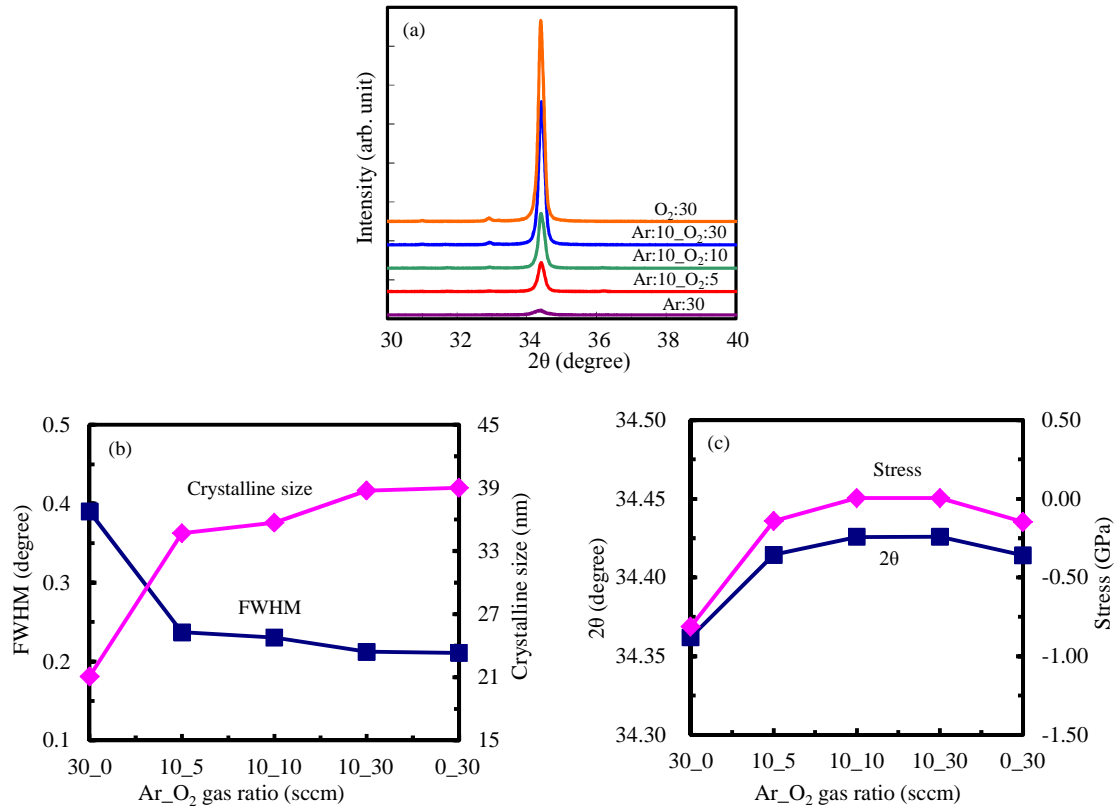 (a)
Intensity (arb. unit)
O₂:30
Ar:10_O₂:30
Ar:10_O₂:10
Ar:10_O₂:5
Ar:30
30 32 34 36 38 40
2θ (degree)
(b)
0.5
0.4
0.3
0.2
0.1
FWHM (degree)
Crystalline size
FWHM
45
39
33
27
21
15
Crystalline size (nm)
30_0 10_5 10_10 10_30 0_30
Ar_O₂ gas ratio (sccm)
(c)
34.50
34.45
34.40
34.35
34.30
2θ (degree)
Stress
2θ
0.50
0.00
-0.50
-1.00
-1.50
Stress (GPa)
30_0 10_5 10_10 10_30 0_30
Ar_O₂ gas ratio (sccm)